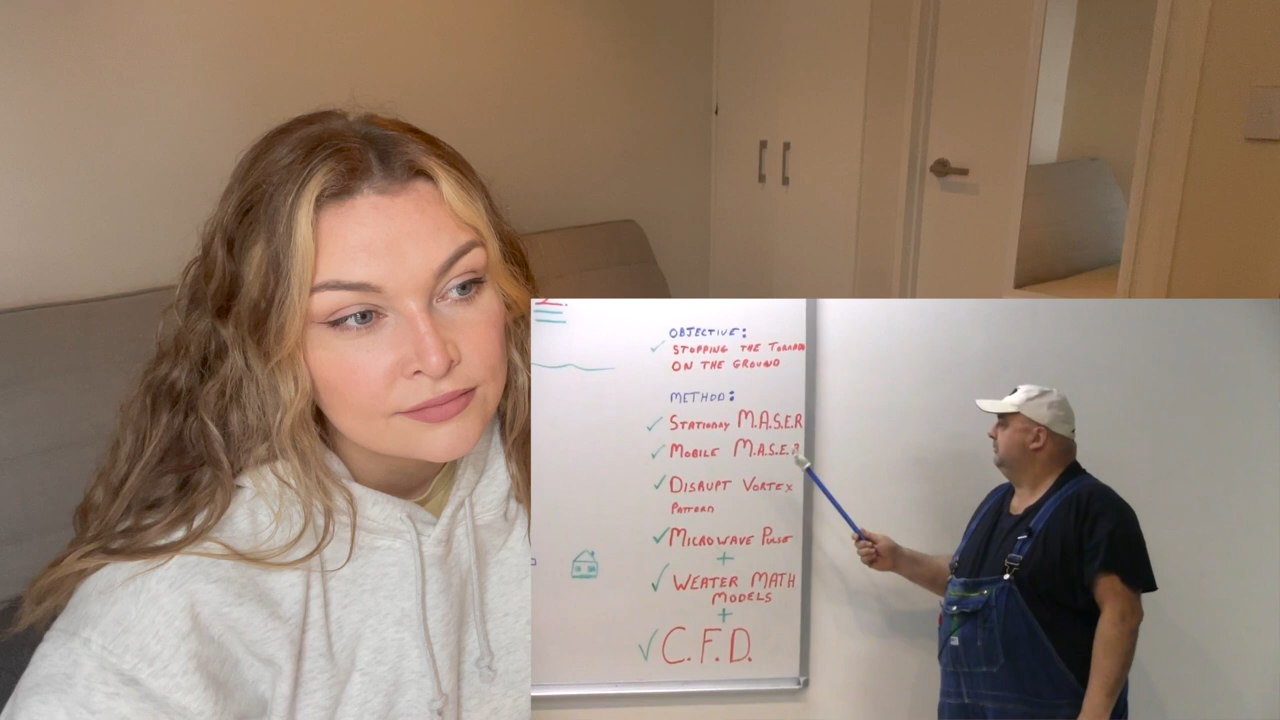 OBJECTIVE:
✓ STOPPING THE TORNADO
ON THE GROUND
METHOD:
✓ STATIONARY M.A.S.E.R
✓ MOBILE M.A.S.E.
✓ DISRUPT VORTEX
PATTERN
✓ MICROWAVE PULSE
+
✓ WEATER MATH
MODELS
+
✓ C.F.D.